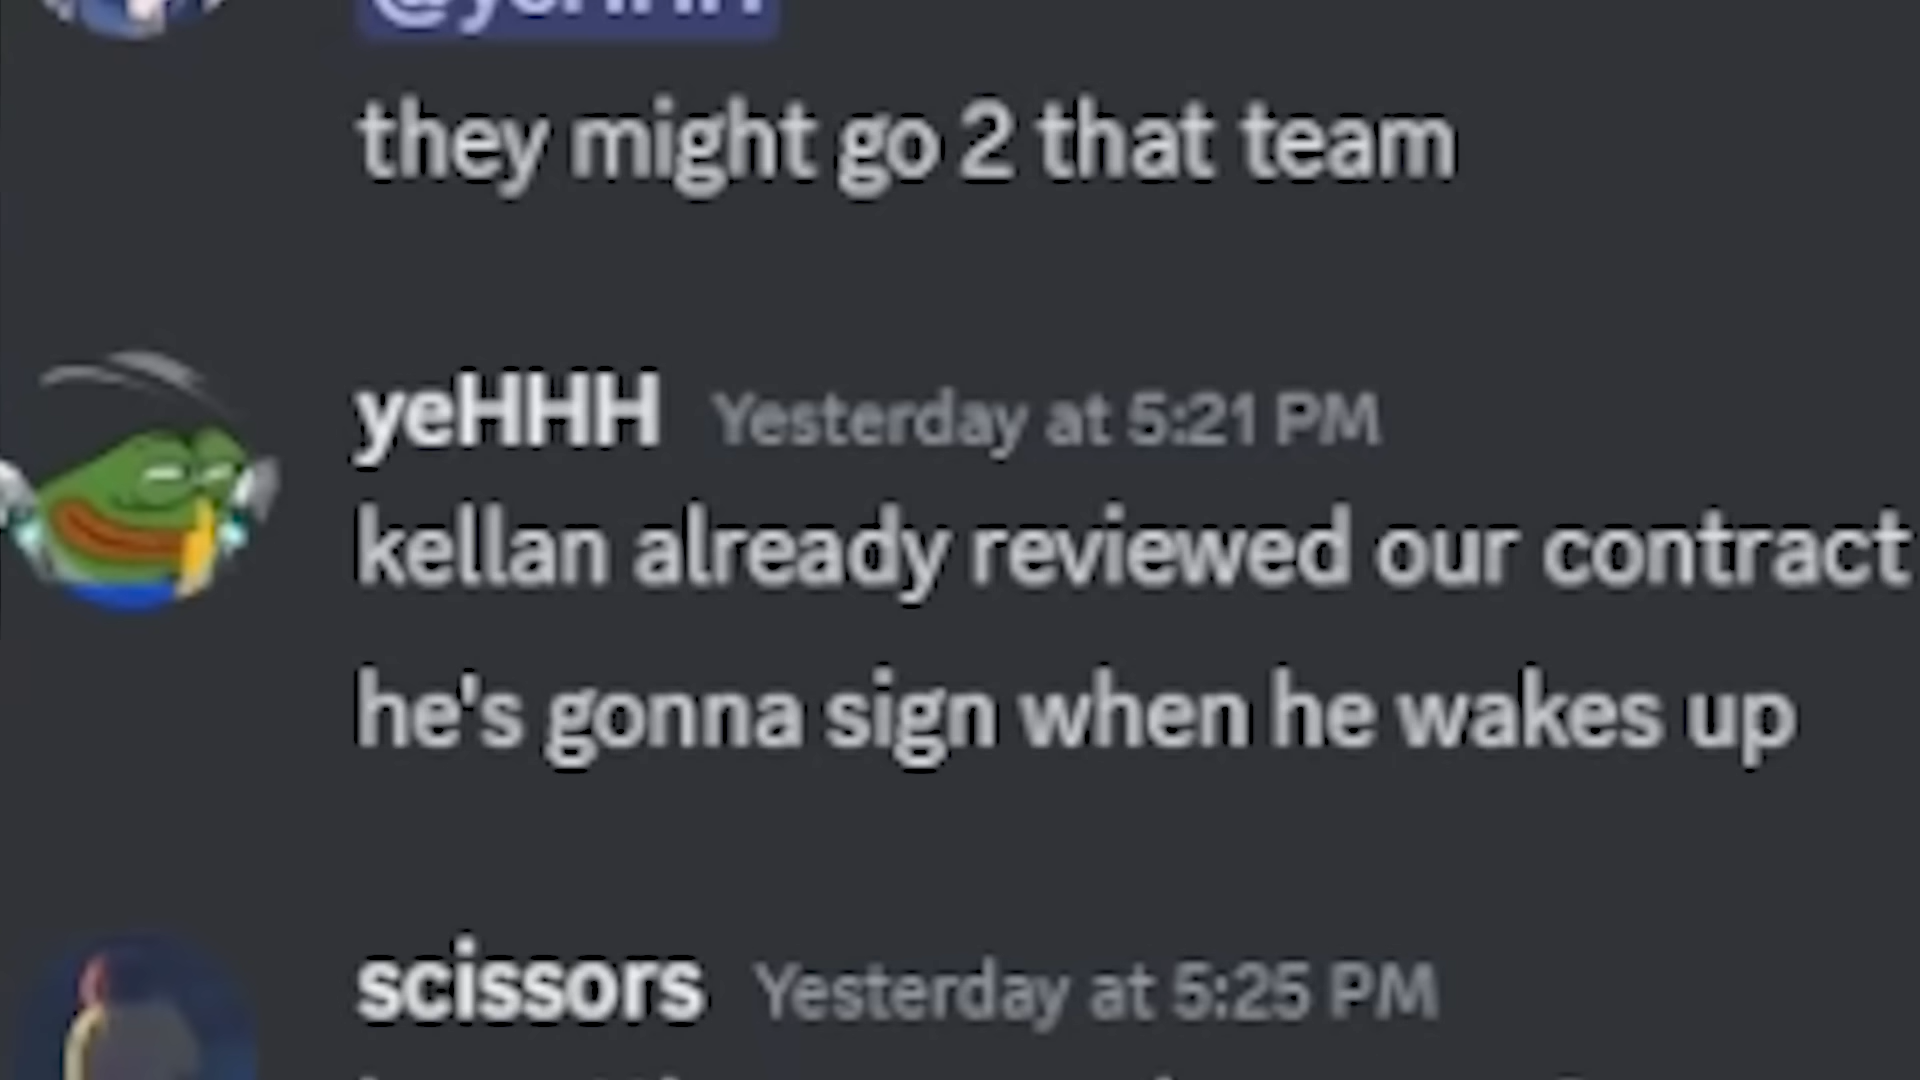 @yeHHH
they might go 2 that team
yeHHH Yesterday at 5:21 PM
kellan already reviewed our contract
he's gonna sign when he wakes up
scissors Yesterday at 5:25 PM